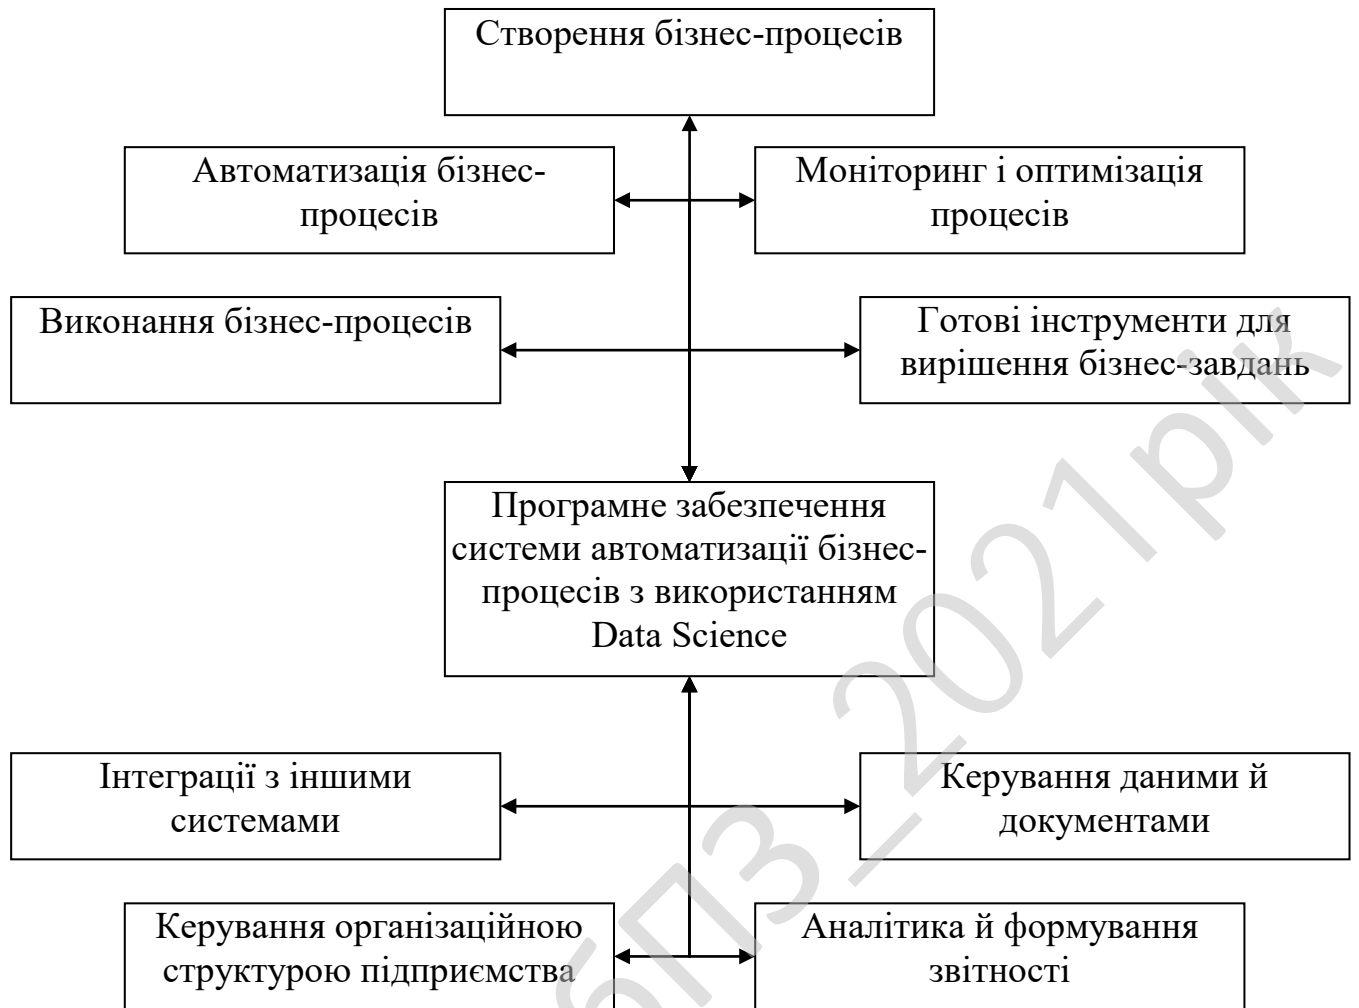 Створення бізнес-процесів
Автоматизація бізнес-
процесів
Моніторинг і оптимізація
процесів
Виконання бізнес-процесів
Готові інструменти для
вирішення бізнес-завдань
Програмне забезпечення
системи автоматизації бізнес-
процесів з використанням
Data Science
Інтеграції з іншими
системами
Керування даними й
документами
Керування організаційною
структурою підприємства
Аналітика й формування
звітності